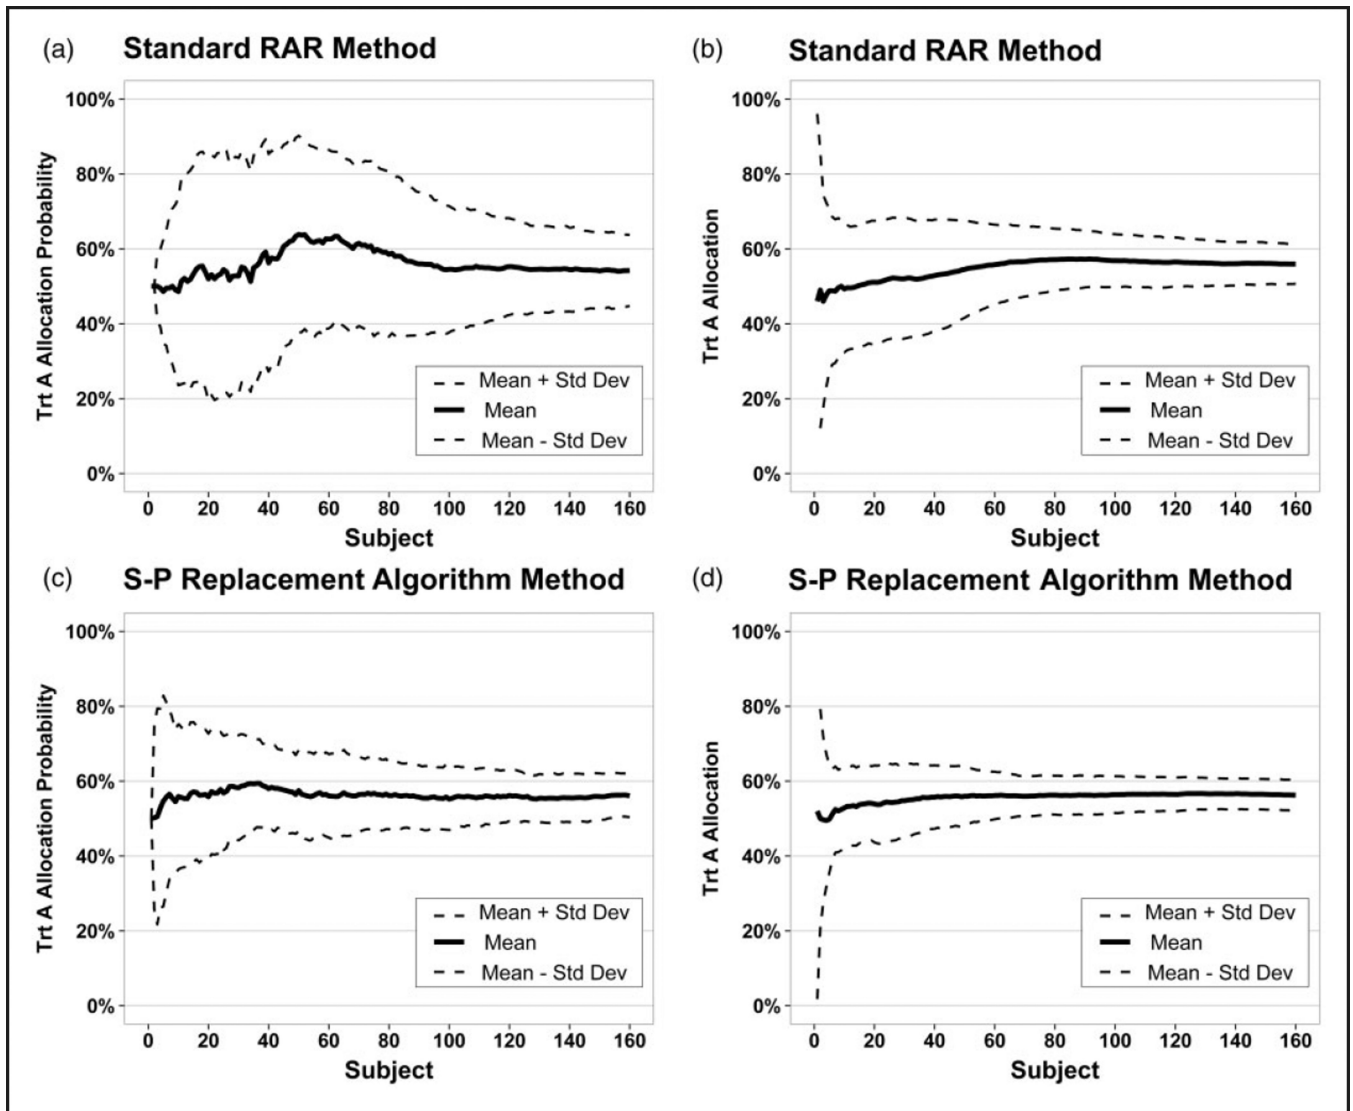 (a) Standard RAR Method
Trt A Allocation Probability
100%
80%
60%
40%
20%
0%
Mean + Std Dev
Mean
Mean - Std Dev
0 20 40 60 80 100 120 140 160
Subject
(b) Standard RAR Method
Trt A Allocation
100%
80%
60%
40%
20%
0%
Mean + Std Dev
Mean
Mean - Std Dev
0 20 40 60 80 100 120 140 160
Subject
(c) S-P Replacement Algorithm Method
Trt A Allocation Probability
100%
80%
60%
40%
20%
0%
Mean + Std Dev
Mean
Mean - Std Dev
0 20 40 60 80 100 120 140 160
Subject
(d) S-P Replacement Algorithm Method
Trt A Allocation
100%
80%
60%
40%
20%
0%
Mean + Std Dev
Mean
Mean - Std Dev
0 20 40 60 80 100 120 140 160
Subject